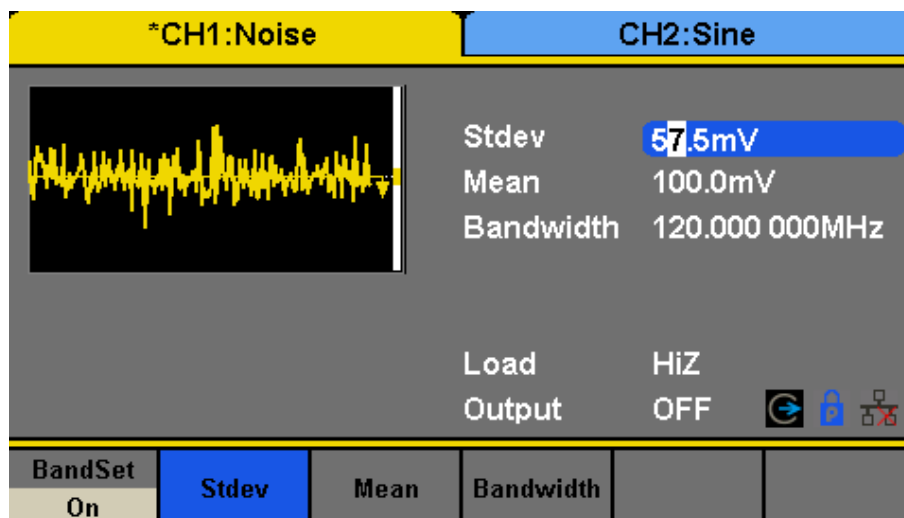 *CH1:Noise
CH2:Sine
Stdev 57.5mV
Mean 100.0mV
Bandwidth 120.000 000MHz
Load HiZ
Output OFF
P
BandSet
On
Stdev
Mean
Bandwidth